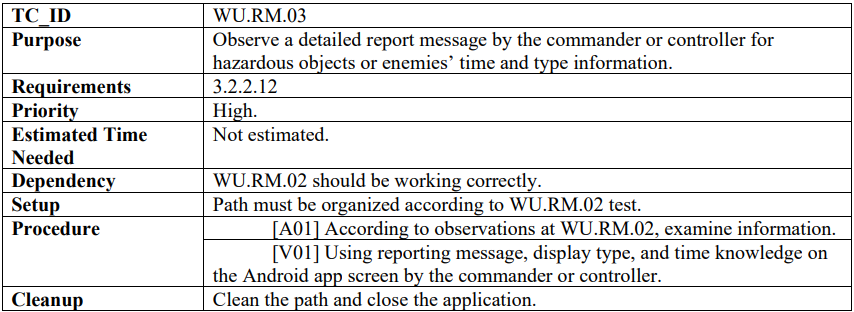 TC_ID WU.RM.03
Purpose Observe a detailed report message by the commander or controller for
hazardous objects or enemies’ time and type information.
Requirements 3.2.2.12
Priority High.
Estimated Time Not estimated.
Needed
Dependency WU.RM.02 should be working correctly.
Setup Path must be organized according to WU.RM.02 test.
Procedure [A01] According to observations at WU.RM.02, examine information.
[V01] Using reporting message, display type, and time knowledge on
the Android app screen by the commander or controller.
Cleanup Clean the path and close the application.